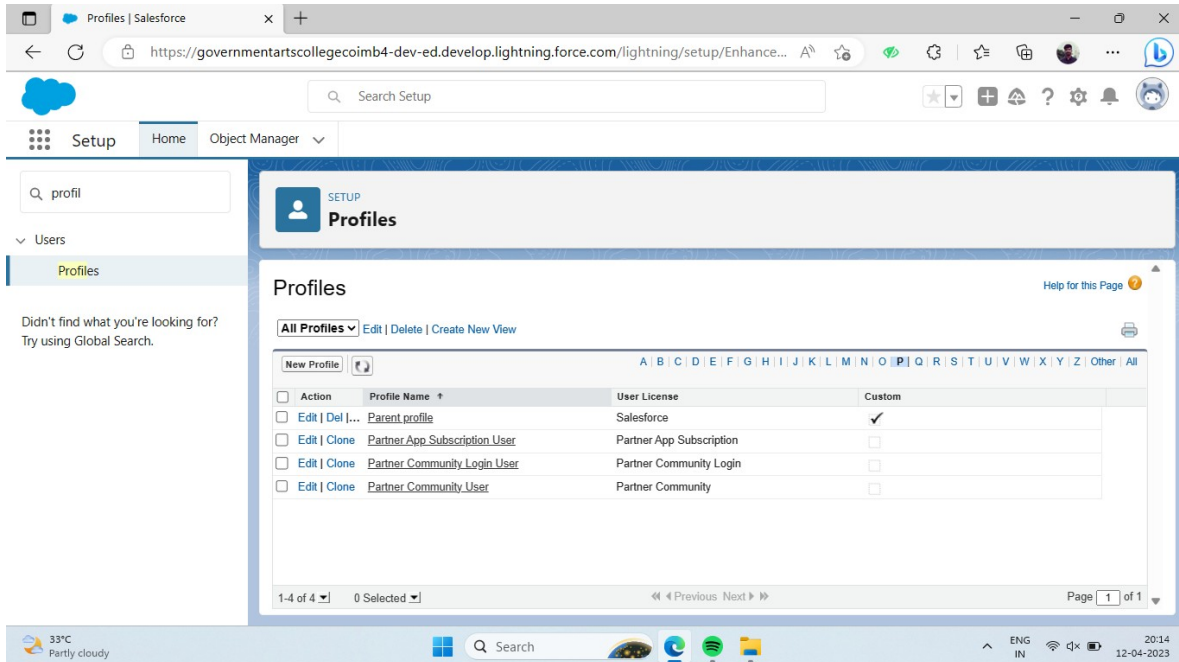 Profiles | Salesforce
https://governmentartscollegecoimb4-dev-ed.develop.lightning.force.com/lightning/setup/Enhance...
Search Setup
Setup Home Object Manager
profil
Users
Profiles
Didn't find what you're looking for?
Try using Global Search.
SETUP
Profiles
Profiles
Help for this Page
All Profiles Edit | Delete | Create New View
New Profile A | B | C | D | E | F | G | H | I | J | K | L | M | N | O | P | Q | R | S | T | U | V | W | X | Y | Z | Other | All
Action Profile Name User License Custom
Edit | Del |... Parent profile Salesforce
Edit | Clone Partner App Subscription User Partner App Subscription
Edit | Clone Partner Community Login User Partner Community Login
Edit | Clone Partner Community User Partner Community
1-4 of 4 0 Selected Previous Next Page 1 of 1
33°C
Partly cloudy
Search
ENG
IN
20:14
12-04-2023